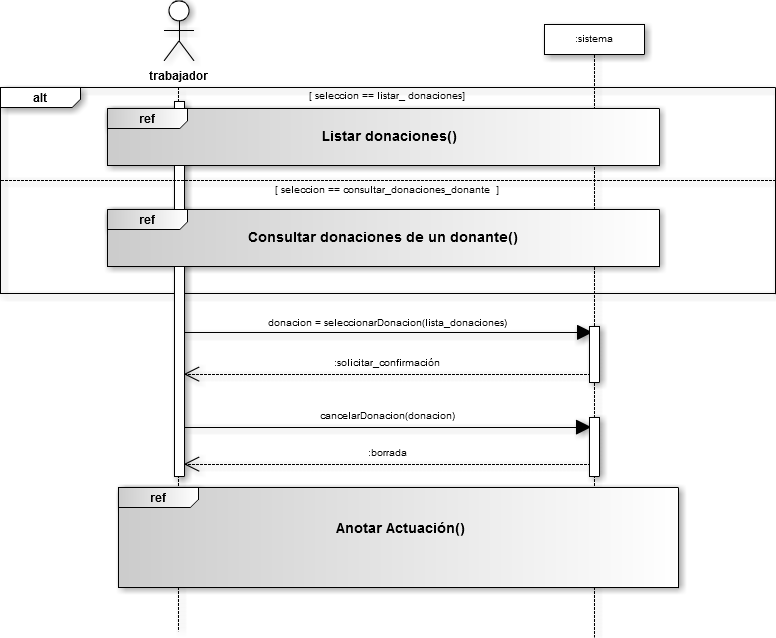 :sistema
trabajador
alt
[ seleccion == listar_ donaciones]
ref
Listar donaciones()
[ seleccion == consultar_donaciones_donante  ]
ref
Consultar donaciones de un donante()
donacion = seleccionarDonacion(lista_donaciones)
:solicitar_confirmación
cancelarDonacion(donacion)
:borrada
ref
Anotar Actuación()